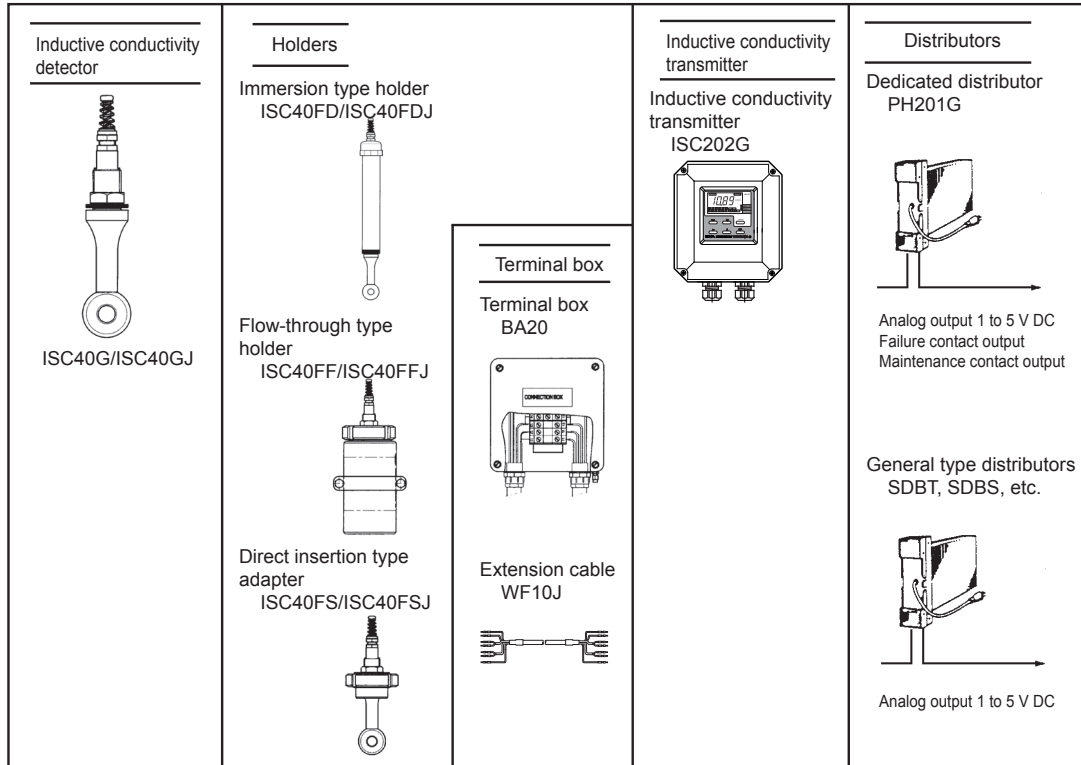 Inductive conductivity
detector
ISC40G/ISC40GJ
Holders
Immersion type holder
ISC40FD/ISC40FDJ
Flow-through type
holder
ISC40FF/ISC40FFJ
Direct insertion type
adapter
ISC40FS/ISC40FSJ
Terminal box
Terminal box
BA20
CONNECTION BOX
Extension cable
WF10J
Inductive conductivity
transmitter
Inductive conductivity
transmitter
ISC202G
10.89
Distributors
Dedicated distributor
PH201G
Analog output 1 to 5 V DC
Failure contact output
Maintenance contact output
General type distributors
SDBT, SDBS, etc.
Analog output 1 to 5 V DC